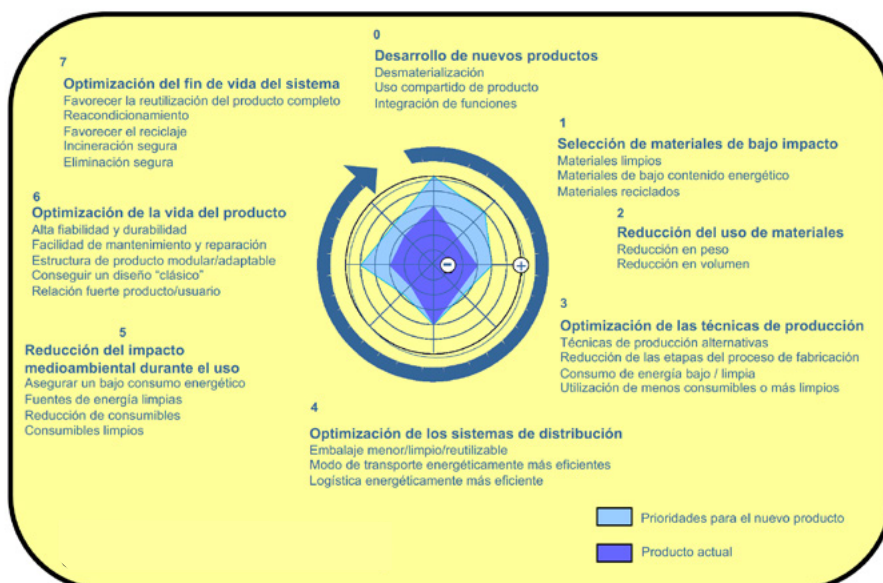 0
Desarrollo de nuevos productos
Desmaterialización
Uso compartido de producto
Integración de funciones
1
Selección de materiales de bajo impacto
Materiales limpios
Materiales de bajo contenido energético
Materiales reciclados
2
Reducción del uso de materiales
Reducción en peso
Reducción en volumen
3
Optimización de las técnicas de producción
Técnicas de producción alternativas
Reducción de las etapas del proceso de fabricación
Consumo de energía bajo / limpia
Utilización de menos consumibles o más limpios
4
Optimización de los sistemas de distribución
Embalaje menor/limpio/reutilizable
Modo de transporte energéticamente más eficientes
Logística energéticamente más eficiente
5
Reducción del impacto
medioambiental durante el uso
Asegurar un bajo consumo energético
Fuentes de energía limpias
Reducción de consumibles
Consumibles limpios
6
Optimización de la vida del producto
Alta fiabilidad y durabilidad
Facilidad de mantenimiento y reparación
Estructura de producto modular/adaptable
Conseguir un diseño “clásico”
Relación fuerte producto/usuario
7
Optimización del fin de vida del sistema
Favorecer la reutilización del producto completo
Reacondicionamiento
Favorecer el reciclaje
Incineración segura
Eliminación segura
- +
Prioridades para el nuevo producto
Producto actual